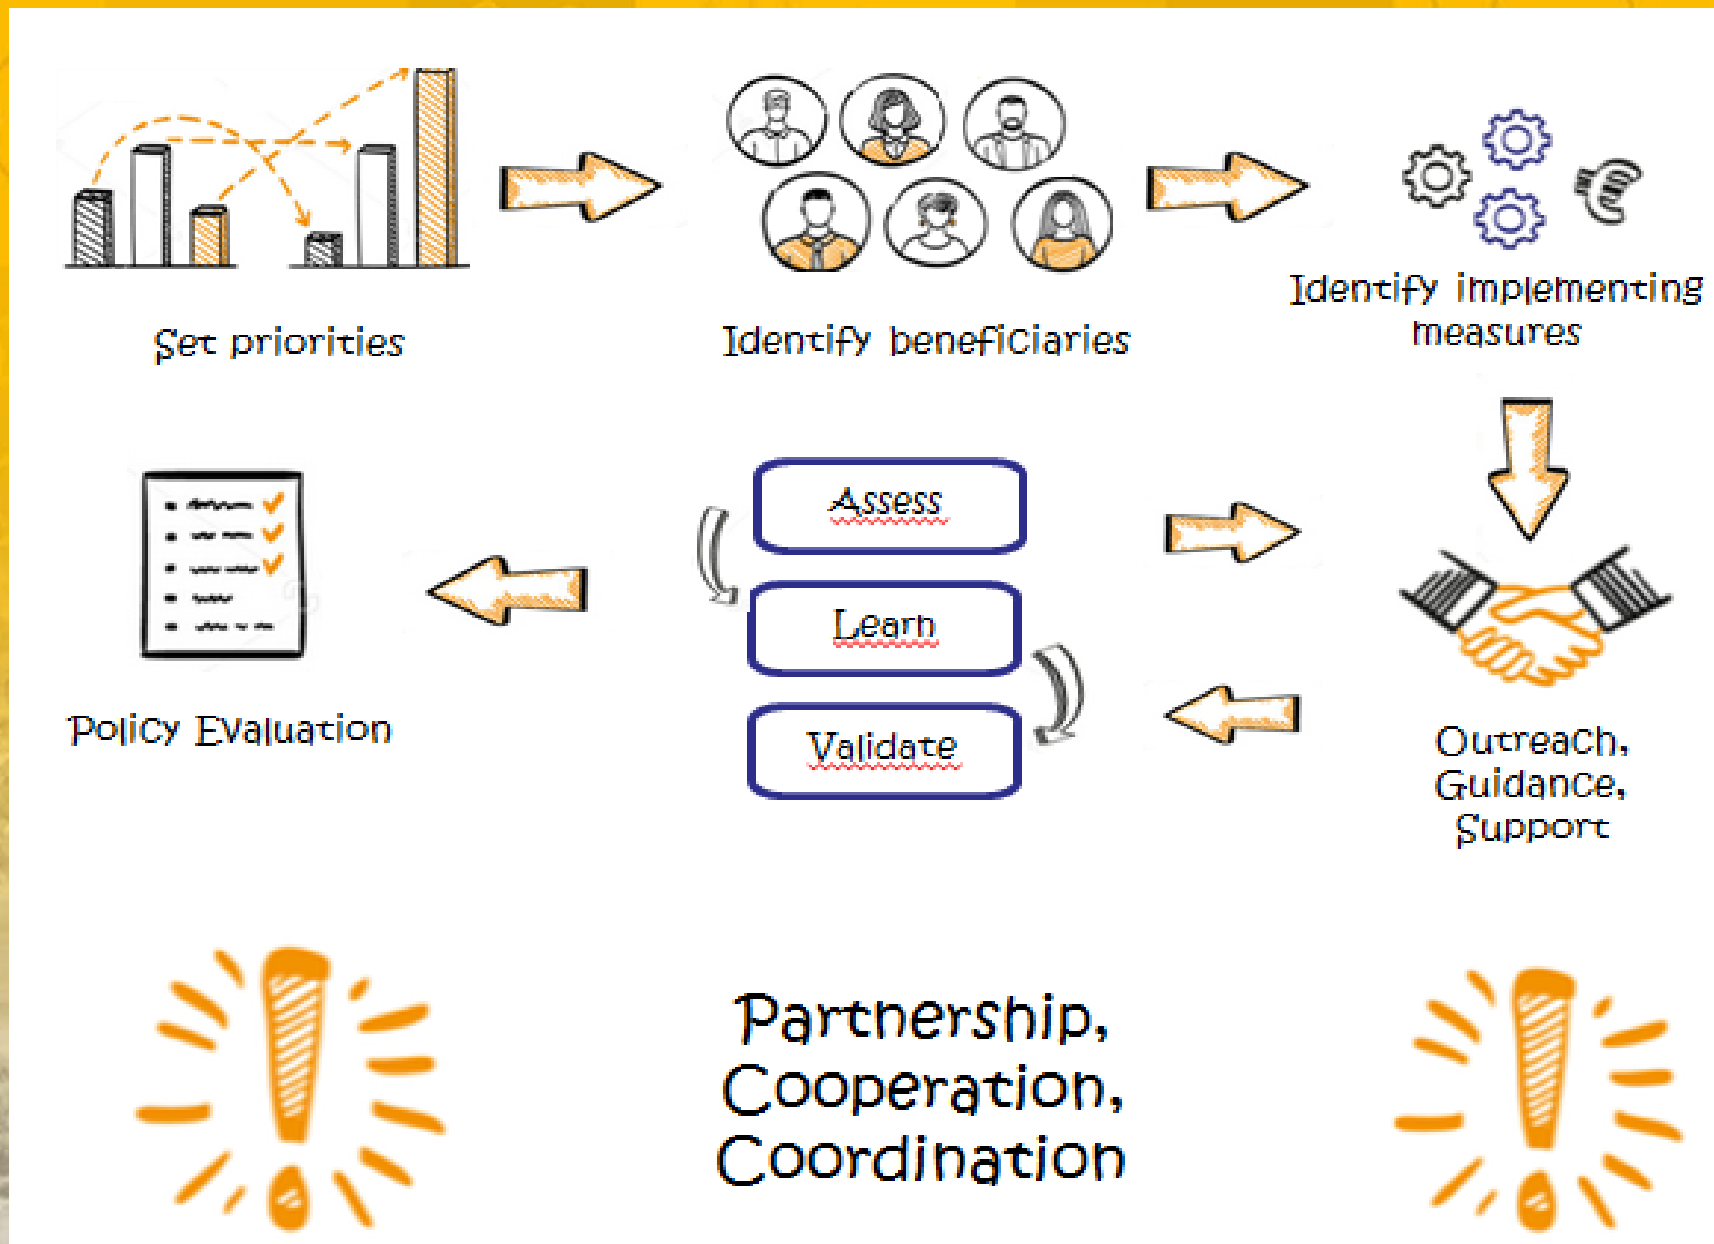 Set priorities
Identify beneficiaries
Identify implementing
measures
Assess
Learn
Validate
Policy Evaluation
Outreach,
Guidance,
Support
Partnership,
Cooperation,
Coordination